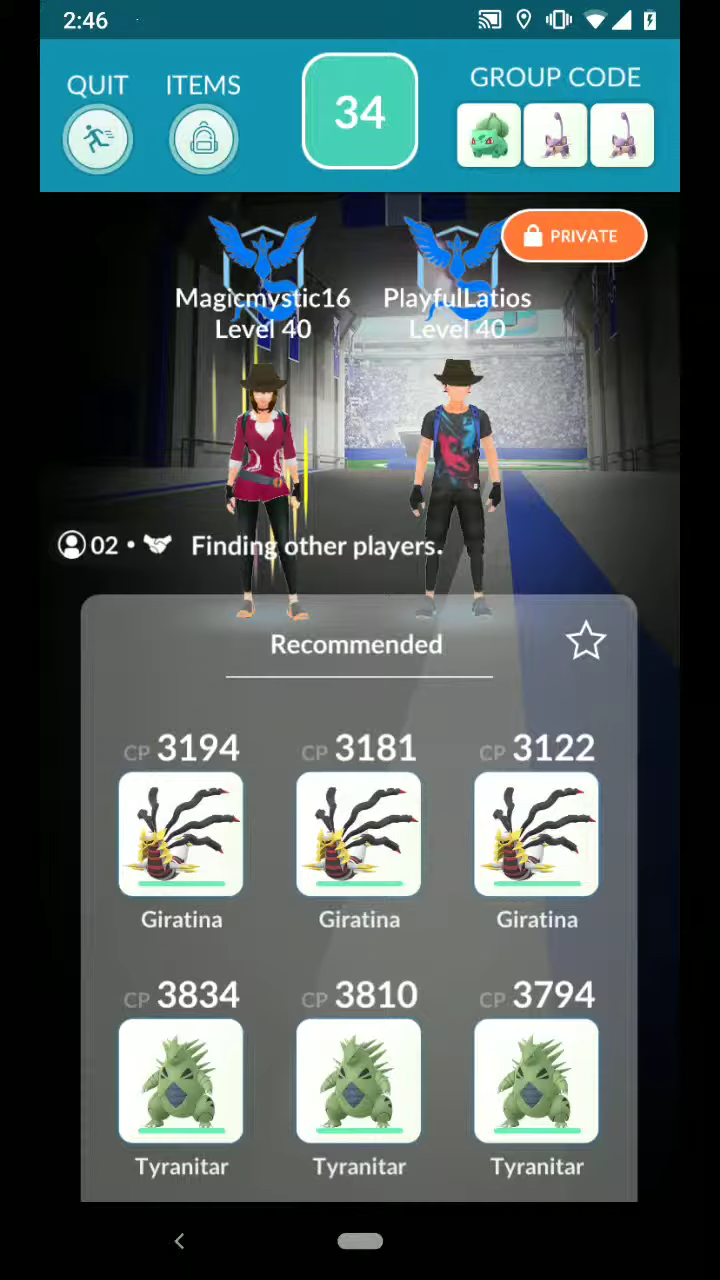 2:46
QUIT
ITEMS
34
GROUP CODE
PRIVATE
Magicmystic16
Level 40
PlayfulLatios
Level 40
02 • Finding other players.
Recommended
CP 3194
CP 3181
CP 3122
Giratina
Giratina
Giratina
CP 3834
CP 3810
CP 3794
Tyranitar
Tyranitar
Tyranitar